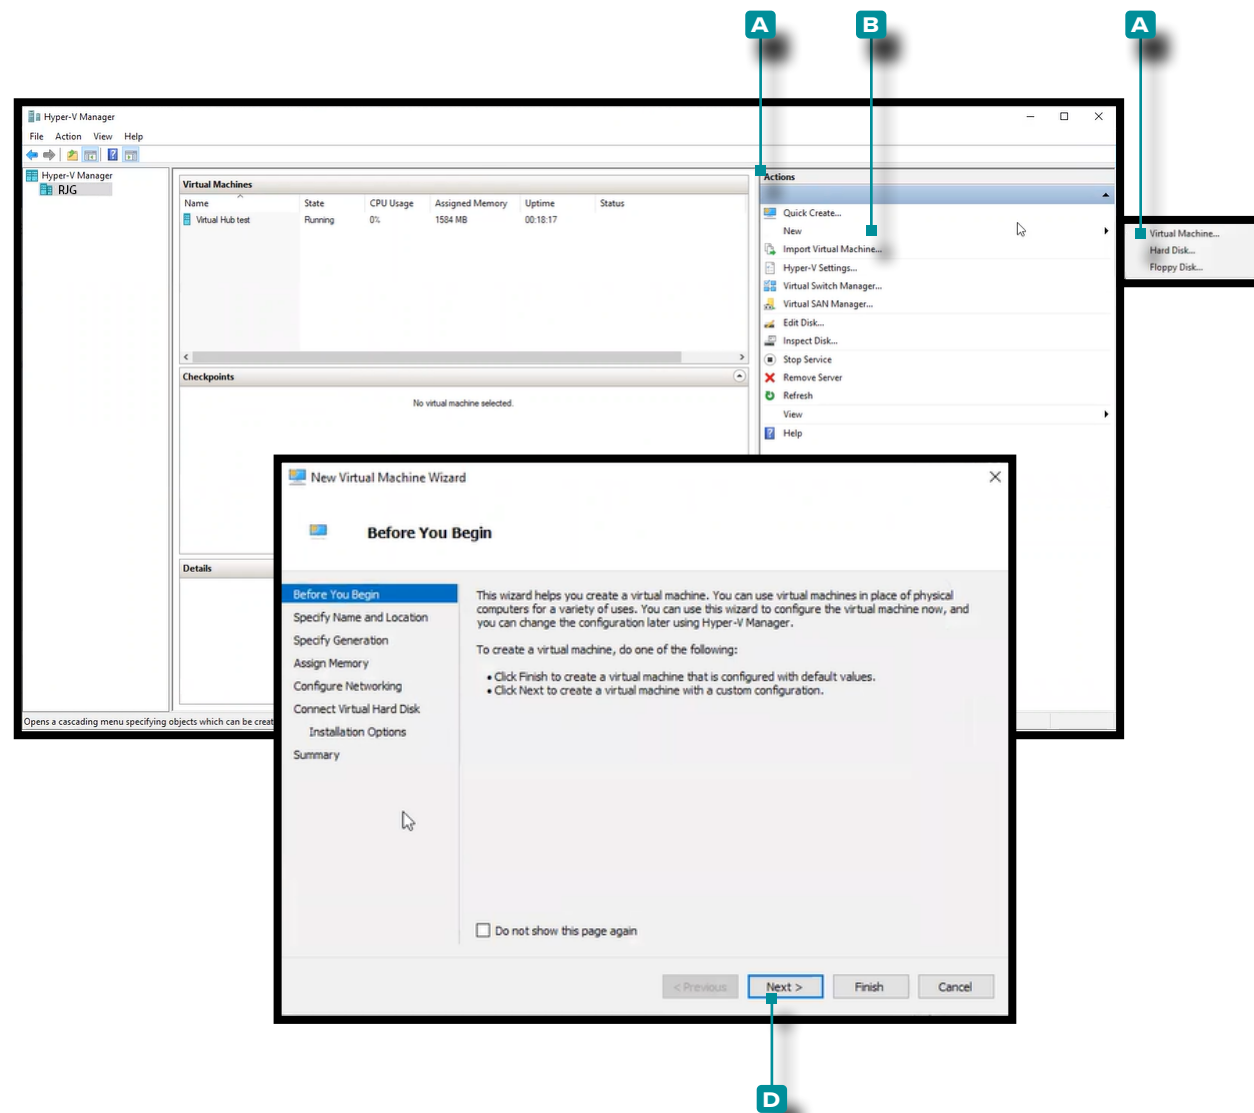 A
B
A
Hyper-V Manager
File Action View Help
Hyper-V Manager
RJG
Virtual Machines
Name State CPU Usage Assigned Memory Uptime Status
Virtual Hub test Running 0% 1584 MB 00:18:17
Checkpoints
No virtual machine selected.
Details
Actions
Quick Create...
New
Import Virtual Machine...
Hyper-V Settings...
Virtual Switch Manager...
Virtual SAN Manager...
Edit Disk...
Inspect Disk...
Stop Service
Remove Server
Refresh
View
Help
Virtual Machine...
Hard Disk...
Floppy Disk...
Opens a cascading menu specifying objects which can be creat
New Virtual Machine Wizard
Before You Begin
Before You Begin
Specify Name and Location
Specify Generation
Assign Memory
Configure Networking
Connect Virtual Hard Disk
Installation Options
Summary
This wizard helps you create a virtual machine. You can use virtual machines in place of physical
computers for a variety of uses. You can use this wizard to configure the virtual machine now, and
you can change the configuration later using Hyper-V Manager.
To create a virtual machine, do one of the following:
• Click Finish to create a virtual machine that is configured with default values.
• Click Next to create a virtual machine with a custom configuration.
Do not show this page again
< Previous Next > Finish Cancel
D